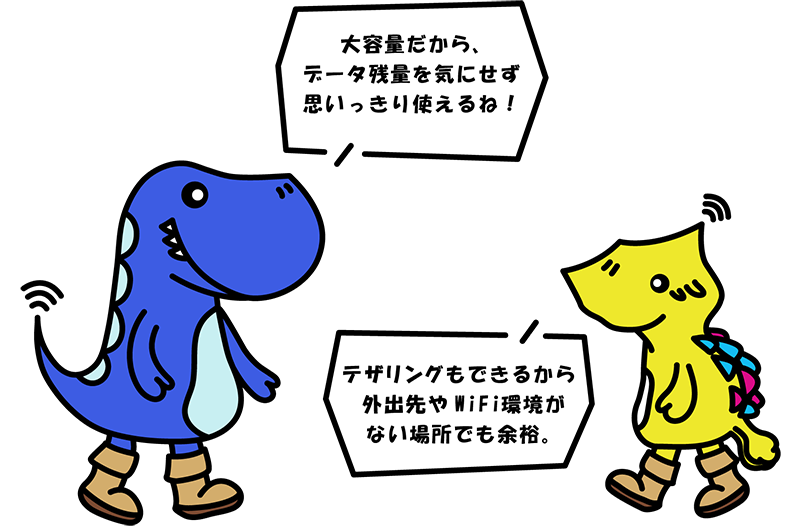 大容量だから、
データ残量を気にせず
思いっきり使えるね！
テザリングもできるから
外出先やWiFi環境が
ない場所でも余裕。